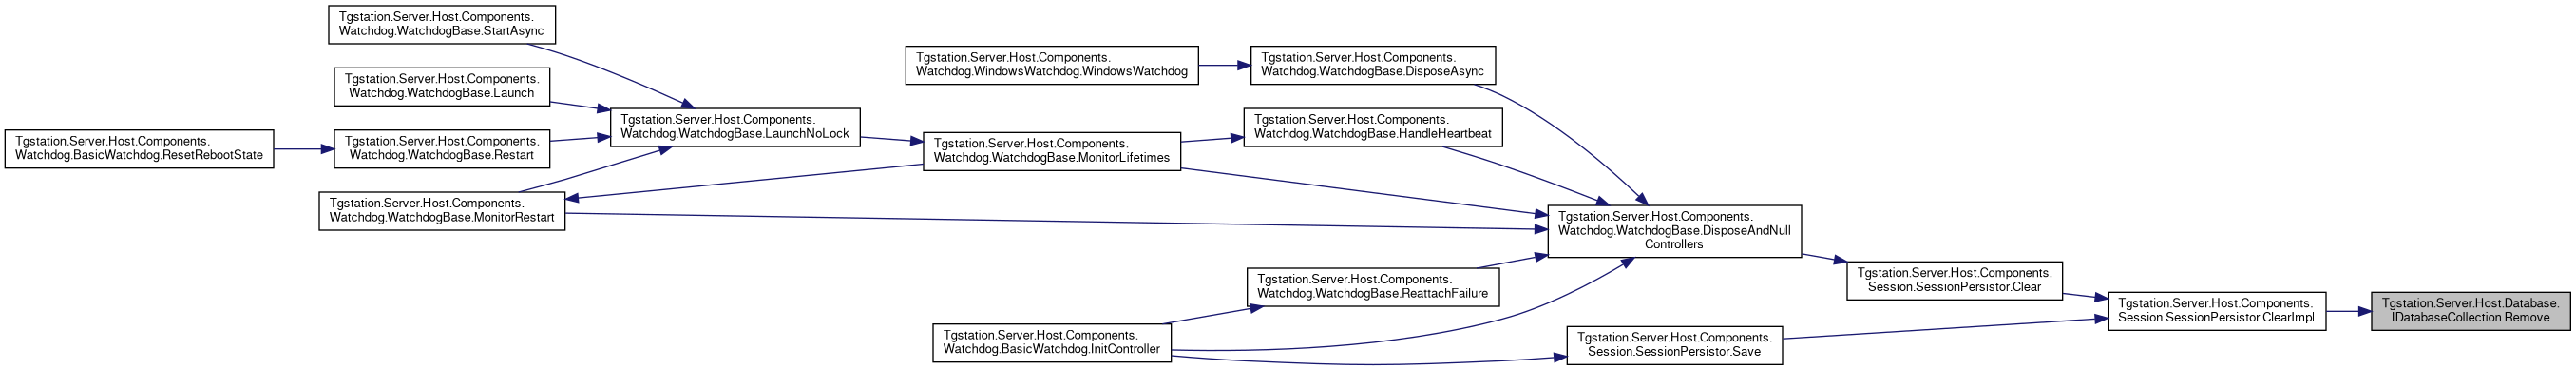 Tgstation.Server.Host.Components.
Watchdog.WatchdogBase.StartAsync
Tgstation.Server.Host.Components.
Watchdog.WindowsWatchdog.WindowsWatchdog
Tgstation.Server.Host.Components.
Watchdog.WatchdogBase.DisposeAsync
Tgstation.Server.Host.Components.
Watchdog.WatchdogBase.Launch
Tgstation.Server.Host.Components.
Watchdog.WatchdogBase.LaunchNoLock
Tgstation.Server.Host.Components.
Watchdog.WatchdogBase.HandleHeartbeat
Tgstation.Server.Host.Components.
Watchdog.BasicWatchdog.ResetRebootState
Tgstation.Server.Host.Components.
Watchdog.WatchdogBase.Restart
Tgstation.Server.Host.Components.
Watchdog.WatchdogBase.MonitorLifetimes
Tgstation.Server.Host.Components.
Watchdog.WatchdogBase.MonitorRestart
Tgstation.Server.Host.Components.
Watchdog.WatchdogBase.DisposeAndNull
Controllers
Tgstation.Server.Host.Components.
Watchdog.WatchdogBase.ReattachFailure
Tgstation.Server.Host.Components.
Session.SessionPersistor.Clear
Tgstation.Server.Host.Components.
Session.SessionPersistor.ClearImpl
Tgstation.Server.Host.Database.
IDatabaseCollection.Remove
Tgstation.Server.Host.Components.
Watchdog.BasicWatchdog.InitController
Tgstation.Server.Host.Components.
Session.SessionPersistor.Save